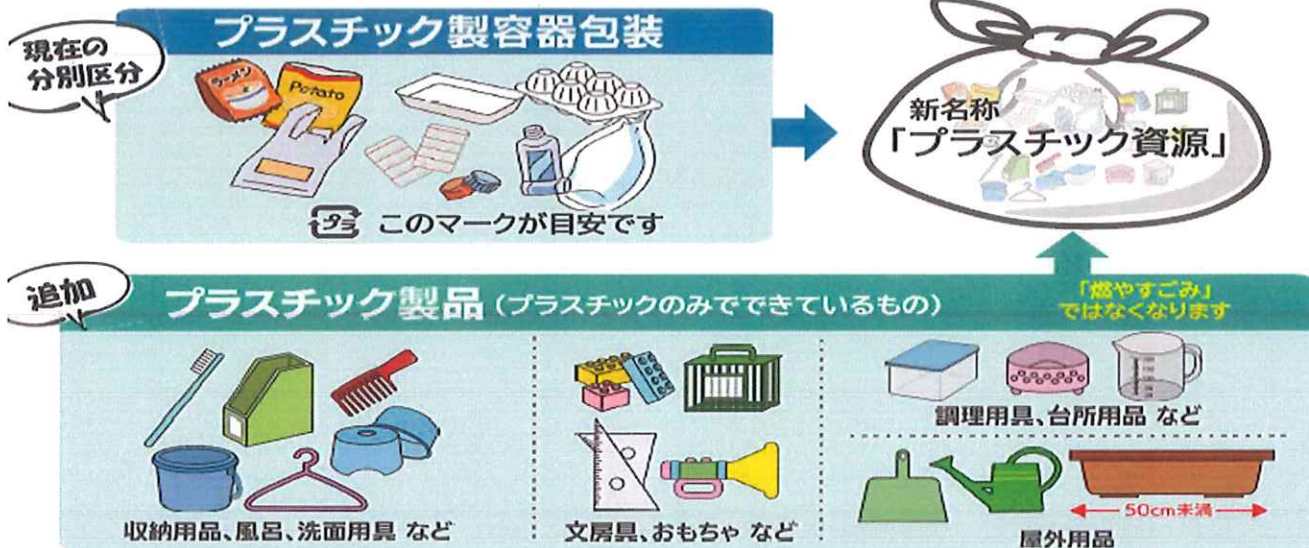 現在の
分別区分
プラスチック製容器包装
ラーメン
Potato
プラ
このマークが目安です
新名称
「プラスチック資源」
追加
プラスチック製品(プラスチックのみでできているもの)
「燃やすごみ」
ではなくなります
収納用品、風呂、洗面用具 など
文房具、おもちゃ など
調理用具、台所用品 など
50cm未満
屋外用品